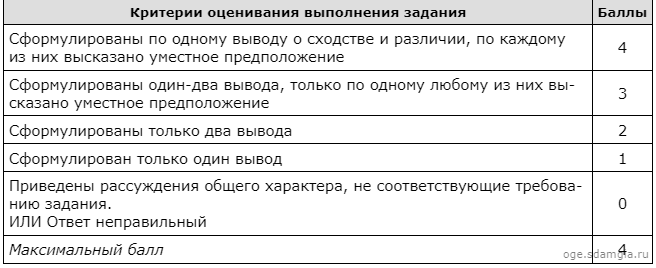 Критерии оценивания выполнения задания Баллы
Сформулированы по одному выводу о сходстве и различии, по каждому
из них высказано уместное предположение 4
Сформулированы один-два вывода, только по одному любому из них вы-
сказано уместное предположение 3
Сформулированы только два вывода 2
Сформулирован только один вывод 1
Приведены рассуждения общего характера, не соответствующие требова-
нию задания. 0
ИЛИ Ответ неправильный
Максимальный балл 4
oge.sdamgia.ru